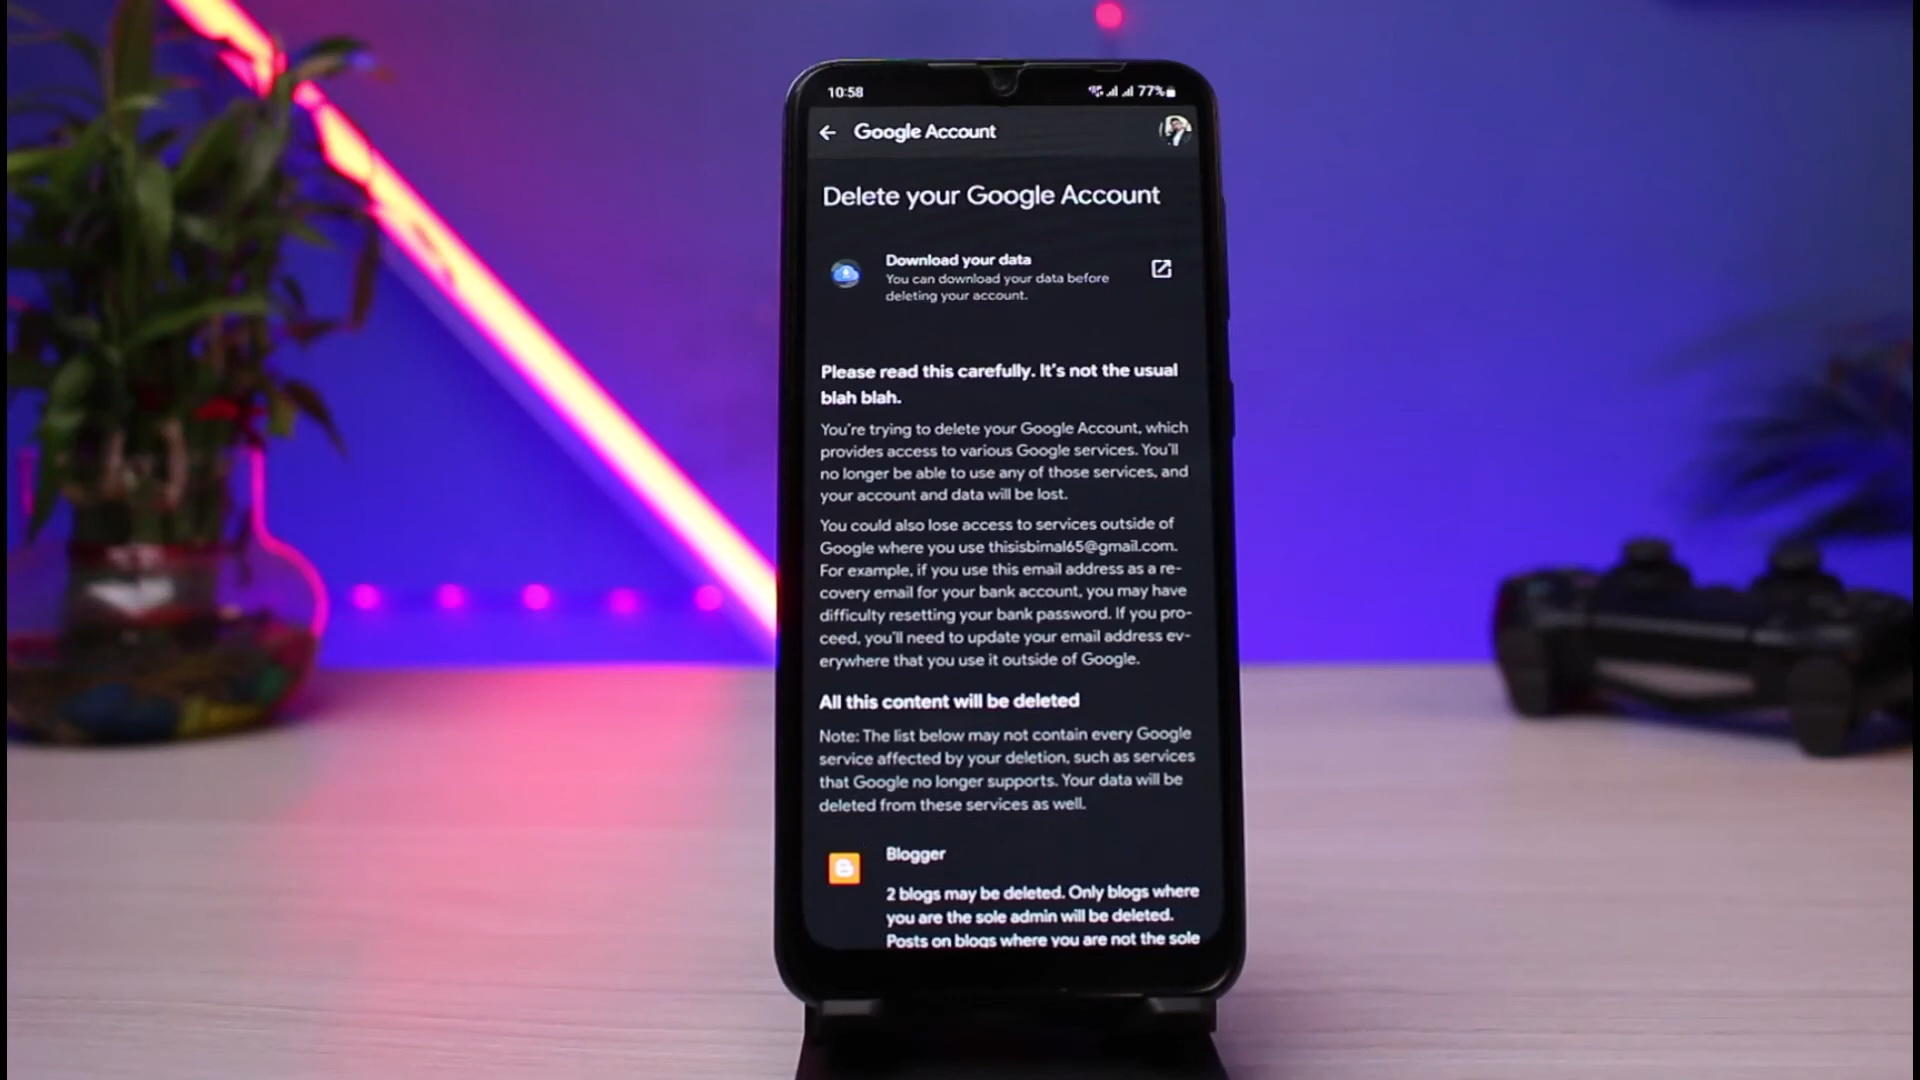 10:58
77%
Google Account
Delete your Google Account
Download your data
You can download your data before
deleting your account.
Please read this carefully. It's not the usual
blah blah.
You're trying to delete your Google Account, which
provides access to various Google services. You'll
no longer be able to use any of those services, and
your account and data will be lost.
You could also lose access to services outside of
Google where you use thisisbimal65@gmail.com.
For example, if you use this email address as a re-
covery email for your bank account, you may have
difficulty resetting your bank password. If you pro-
ceed, you'll need to update your email address ev-
erywhere that you use it outside of Google.
All this content will be deleted
Note: The list below may not contain every Google
service affected by your deletion, such as services
that Google no longer supports. Your data will be
deleted from these services as well.
Blogger
2 blogs may be deleted. Only blogs where
you are the sole admin will be deleted.
Posts on blogs where you are not the sole